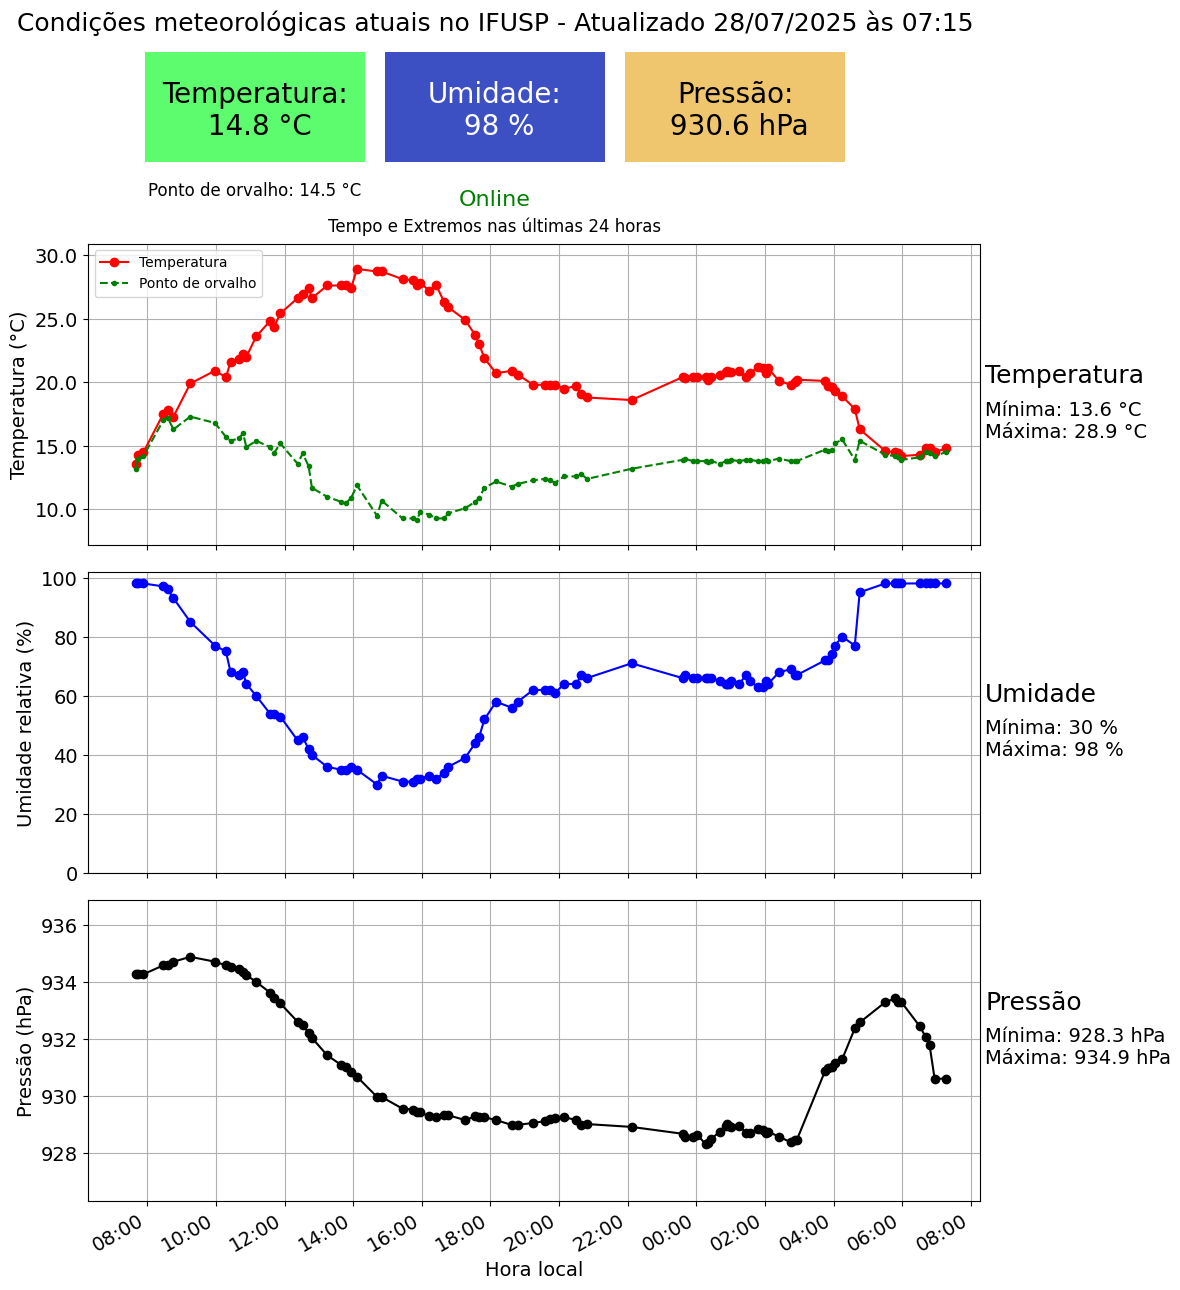 Condições meteorológicas atuais no IFUSP - Atualizado 28/07/2025 às 07:15
Temperatura:
14.8 °C
Umidade:
98 %
Pressão:
930.6 hPa
Ponto de orvalho: 14.5 °C
Online
Tempo e Extremos nas últimas 24 horas
Temperatura
Ponto de orvalho
Temperatura (°C)
30.0
25.0
20.0
15.0
10.0
Temperatura
Mínima: 13.6 °C
Máxima: 28.9 °C
Umidade relativa (%)
100
80
60
40
20
0
Umidade
Mínima: 30 %
Máxima: 98 %
Pressão (hPa)
936
934
932
930
928
Pressão
Mínima: 928.3 hPa
Máxima: 934.9 hPa
08:00 10:00 12:00 14:00 16:00 18:00 20:00 22:00 00:00 02:00 04:00 06:00 08:00
Hora local